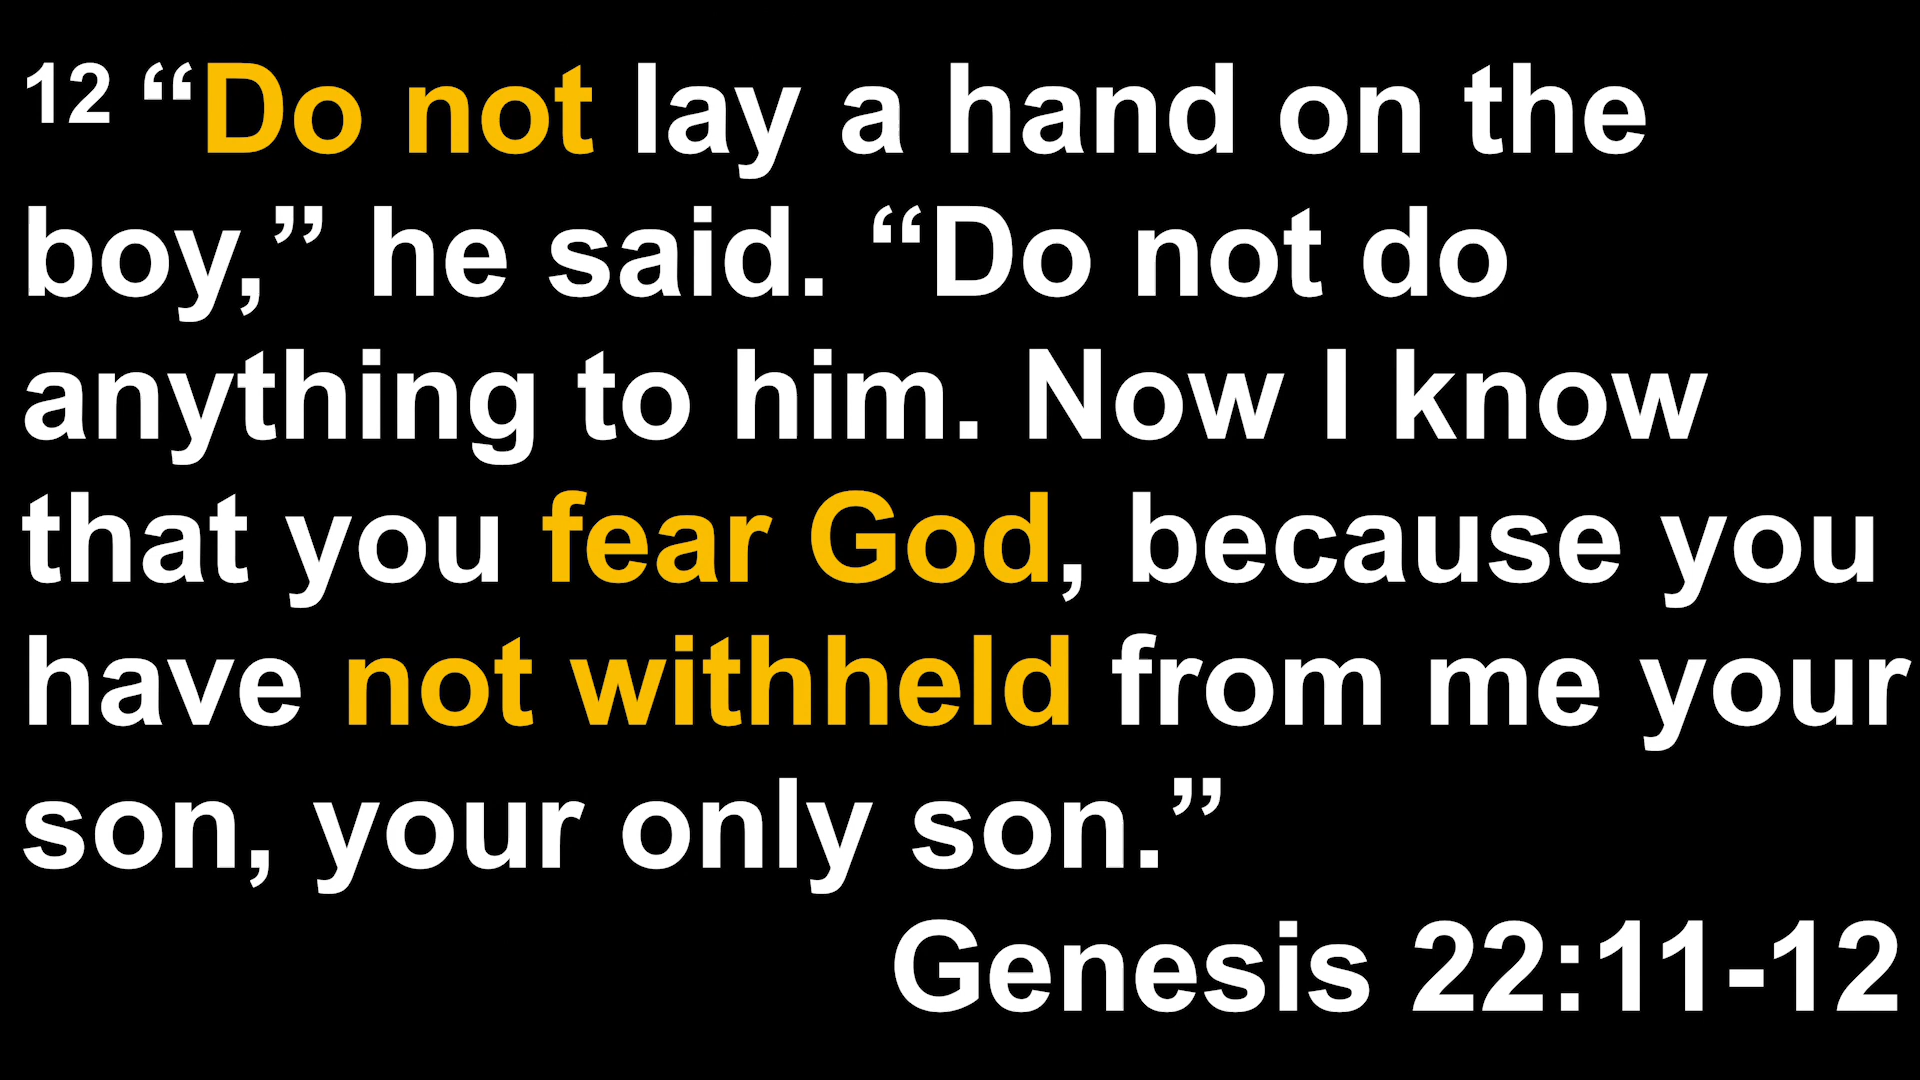 12 “Do not lay a hand on the
boy,” he said. “Do not do
anything to him. Now I know
that you fear God, because you
have not withheld from me your
son, your only son.”
Genesis 22:11-12